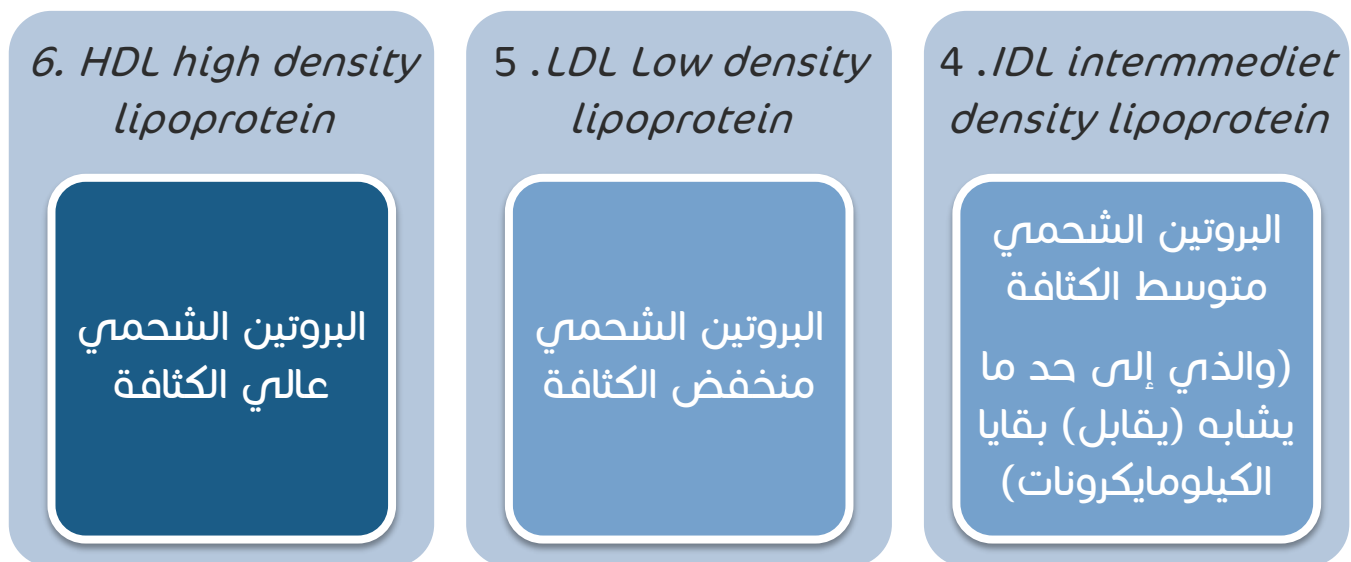 4 .IDL intermmediet
density lipoprotein
البروتين الشحمي
متوسط الكثافة
(والذي إلى حد ما
يشابه (يقابل) بقايا
الكيلومايكرونات)
5 .LDL Low density
lipoprotein
البروتين الشحمي
منخفض الكثافة
6. HDL high density
lipoprotein
البروتين الشحمي
عالي الكثافة